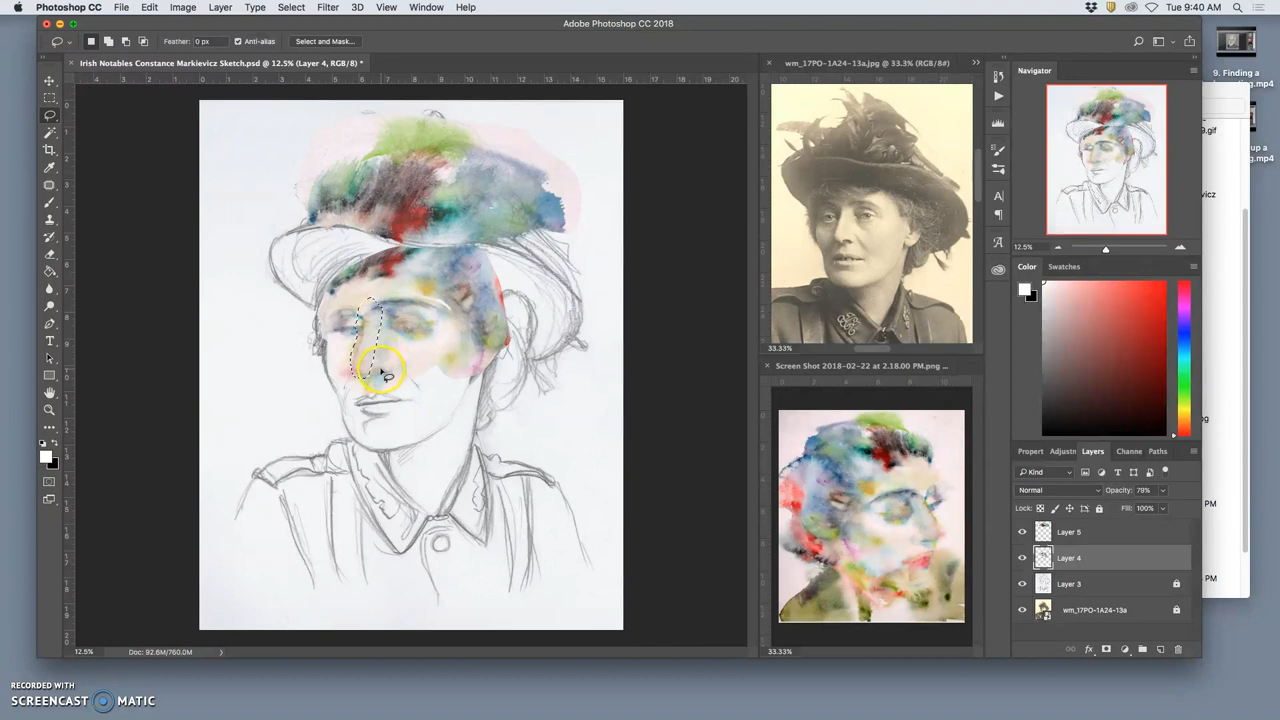 Photoshop CC File Edit Image Layer Type Select Filter 3D View Window Help
Tue 9:40 AM
Adobe Photoshop CC 2018
Feather: 0 px Anti-alias Select and Mask...
Irish Notables Constance Markievicz Sketch.psd @ 12.5% (Layer 4, RGB/8) *
wm_17PO-1A24-13a.jpg @ 33.3% (RGB/8#)
Navigator
9. Finding a
12.5%
Color Swatches
33.33%
Screen Shot 2018-02-22 at 2.18.00 PM.png ...
Propert Adjustm Layers Channe Paths
Kind
Normal Opacity: 79%
Lock: Fill: 100%
Layer 5
Layer 4
Layer 3
wm_17PO-1A24-13a
12.5% Doc: 92.6M/760.0M
33.33%
RECORDED WITH
SCREENCAST MATIC